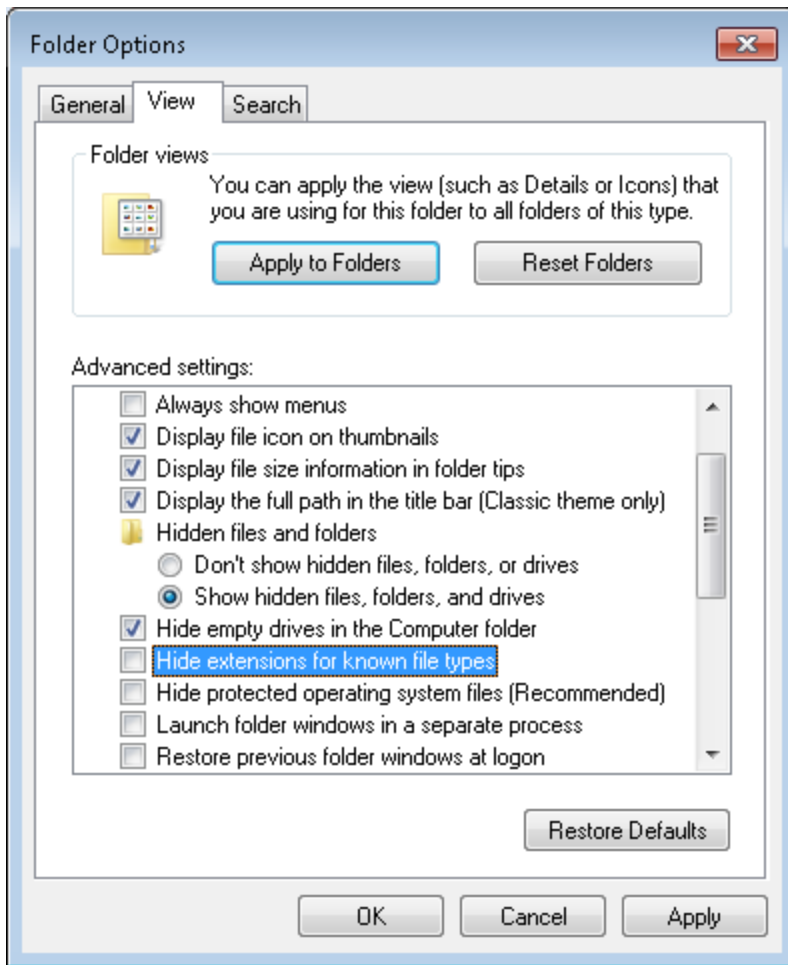 Folder Options
General View Search
Folder views
You can apply the view (such as Details or Icons) that
you are using for this folder to all folders of this type.
Apply to Folders Reset Folders
Advanced settings:
Always show menus
Display file icon on thumbnails
Display file size information in folder tips
Display the full path in the title bar (Classic theme only)
Hidden files and folders
Don't show hidden files, folders, or drives
Show hidden files, folders, and drives
Hide empty drives in the Computer folder
Hide extensions for known file types
Hide protected operating system files (Recommended)
Launch folder windows in a separate process
Restore previous folder windows at logon
Restore Defaults
OK Cancel Apply